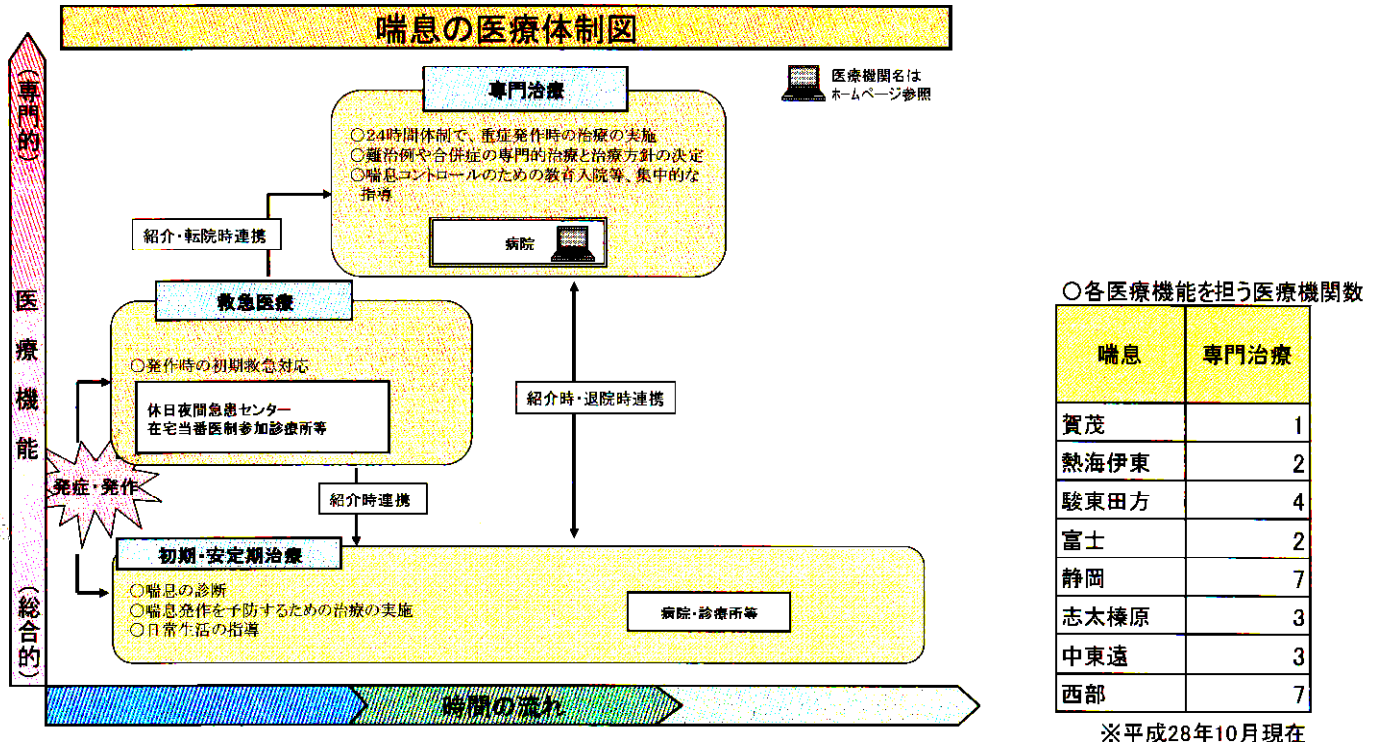 喘息の医療体制図
(専門的)
医療機能
(総合的)
医療機関名は
ホームページ参照
専門治療
○24時間体制で、重症発作時の治療の実施
○難治例や合併症の専門的治療と治療方針の決定
○喘息コントロールのための教育入院等、集中的な
指導
病院
紹介・転院時連携
救急医療
○発作時の初期救急対応
休日夜間急患センター
在宅当番医制参加診療所等
紹介時・退院時連携
発症・発作
紹介時連携
初期・安定期治療
○喘息の診断
○喘息発作を予防するための治療の実施
○日常生活の指導
病院・診療所等
時間の流れ
○各医療機能を担う医療機関数
喘息 専門治療
賀茂 1
熱海伊東 2
駿東田方 4
富士 2
静岡 7
志太榛原 3
中東遠 3
西部 7
※平成28年10月現在